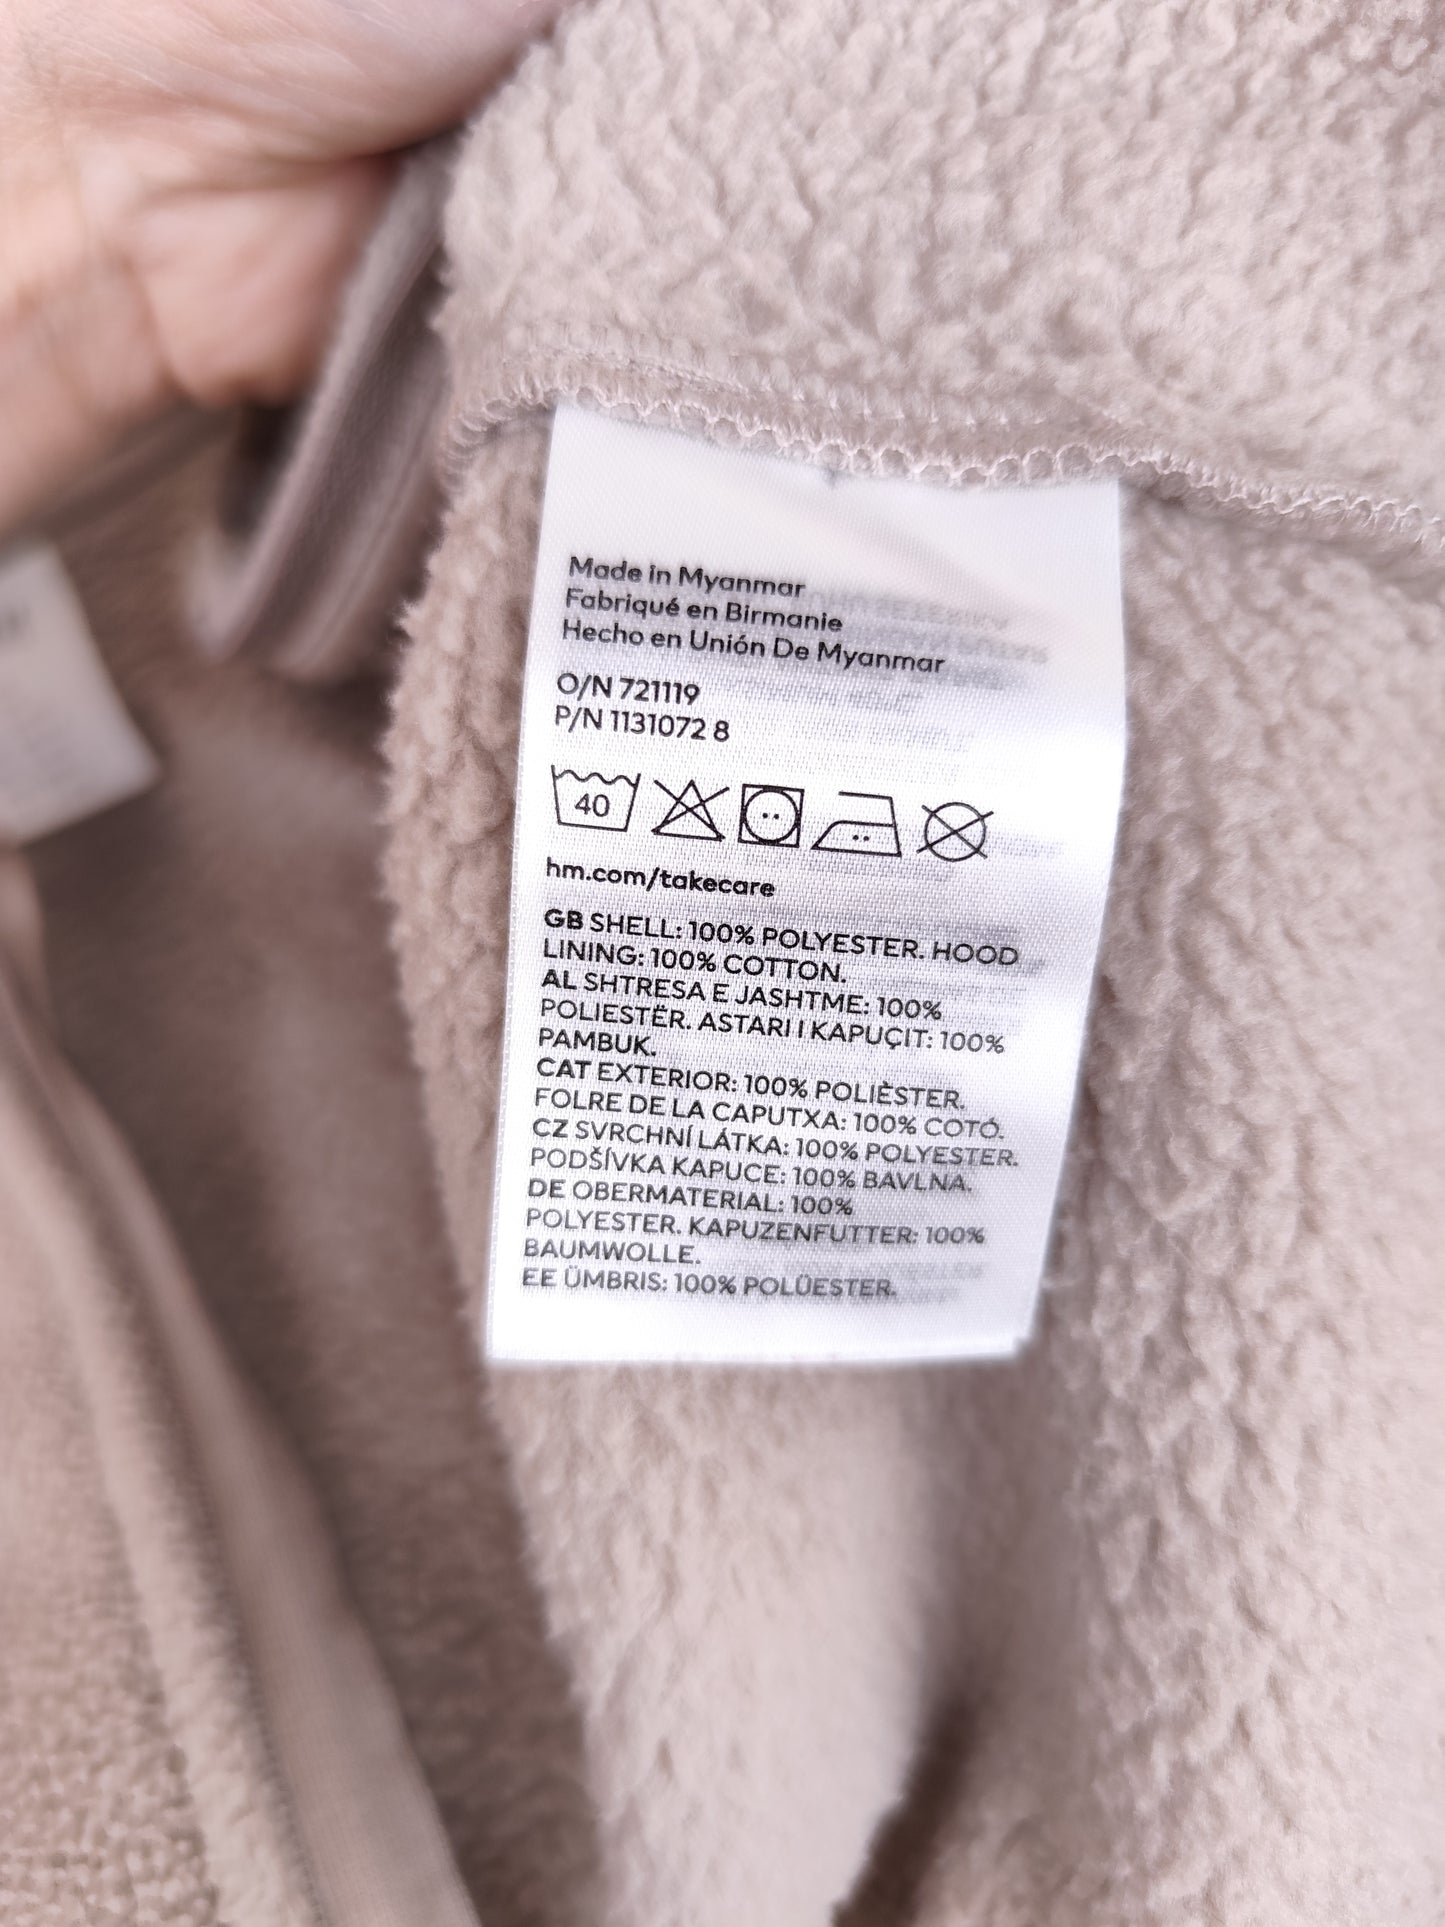 Made in Myanmar
Fabriqué en Birmanie
Hecho en Unión De Myanmar
O/N 721119
P/N 1131072 8
40
hm.com/takecare
GB SHELL: 100% POLYESTER. HOOD
LINING: 100% COTTON.
AL SHTRESA E JASHTME: 100%
POLIESTËR. ASTARI I KAPUÇIT: 100%
PAMBUK.
CAT EXTERIOR: 100% POLIÈSTER.
FOLRE DE LA CAPUTXA: 100% COTÓ.
CZ SVRCHNÍ LÁTKA: 100% POLYESTER.
PODŠÍVKA KAPUCE: 100% BAVLNA.
DE OBERMATERIAL: 100%
POLYESTER. KAPUZENFUTTER: 100%
BAUMWOLLE.
EE ÜMBRIS: 100% POLÜESTER.